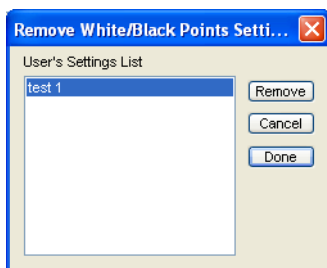 Remove White/Black Points Setti...
User's Settings List
test 1
Remove
Cancel
Done